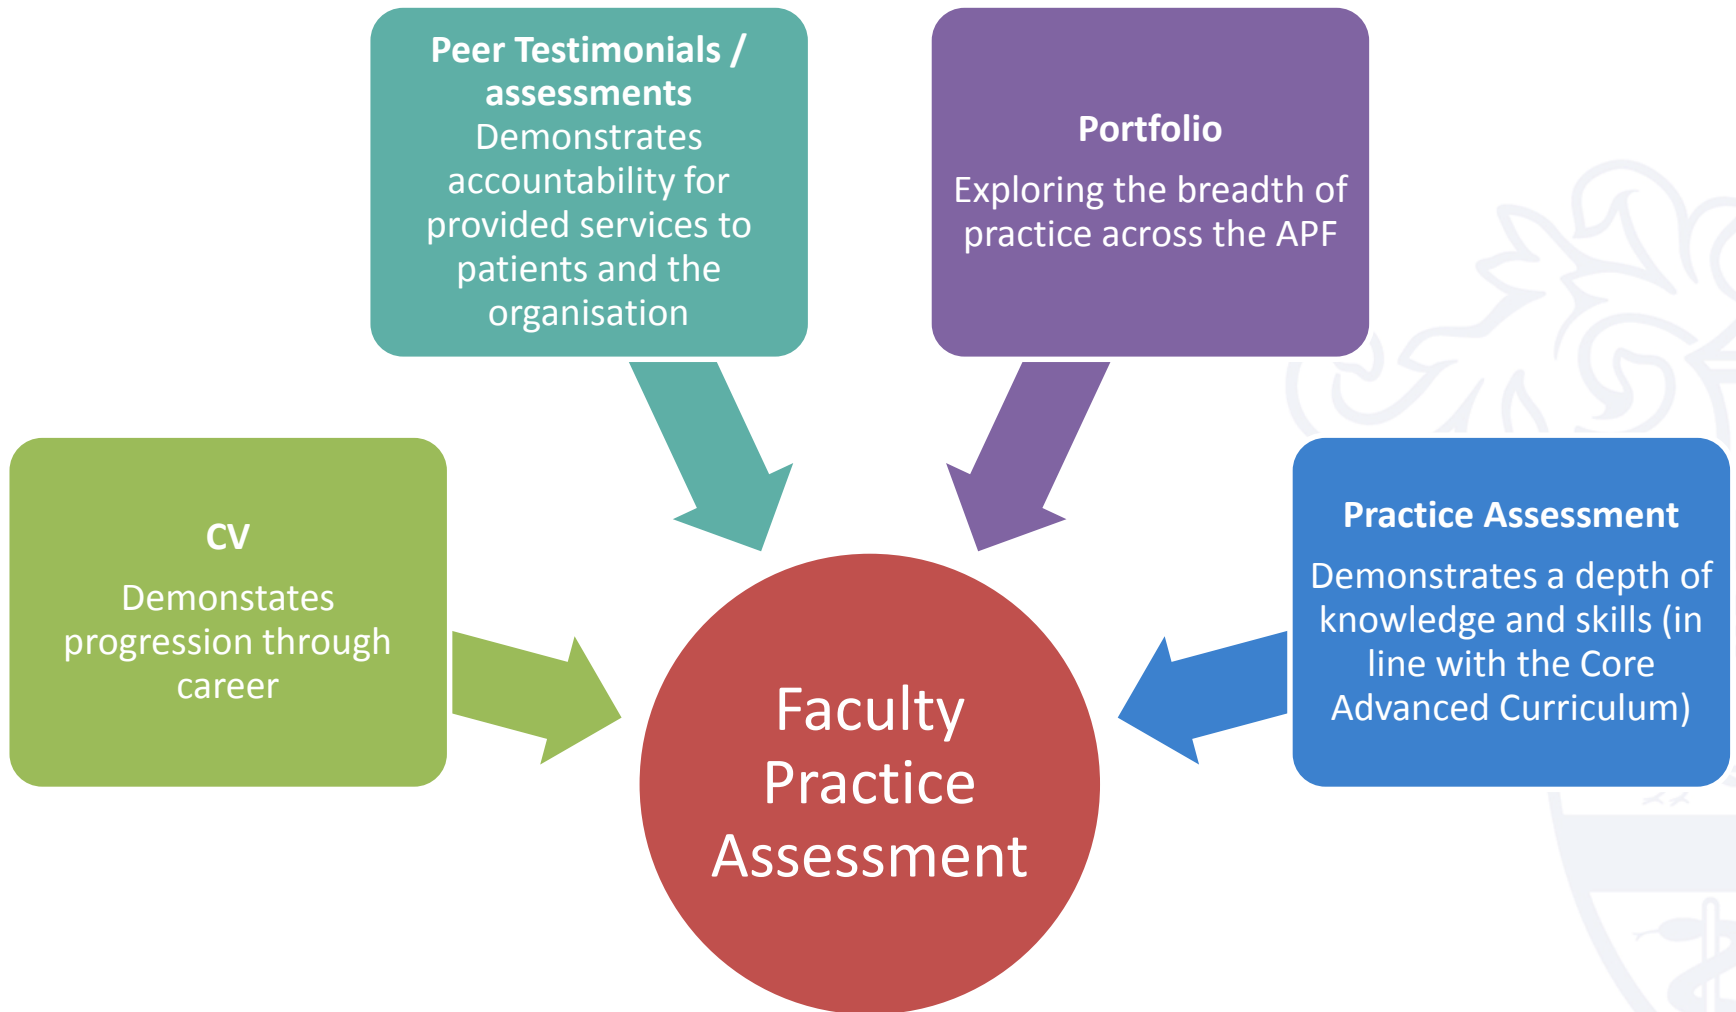 Peer Testimonials /
assessments
Demonstrates
accountability for
provided services to
patients and the
organisation
Portfolio
Exploring the breadth of
practice across the APF
CV
Demonstates
progression through
career
Practice Assessment
Demonstrates a depth of
knowledge and skills (in
line with the Core
Advanced Curriculum)
Faculty
Practice
Assessment